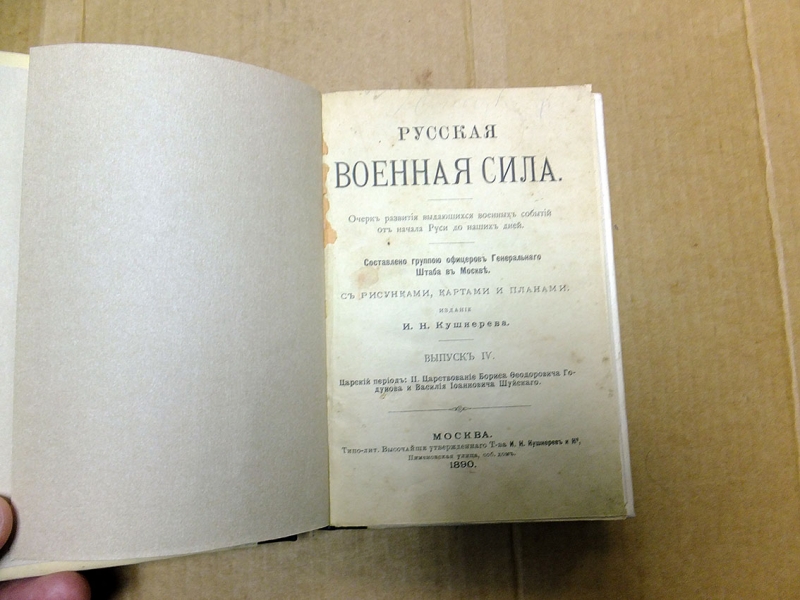 РУССКАЯ
ВОЕННАЯ СИЛА.
Очеркъ развитія выдающихся военныхъ событій
отъ начала Руси до нашихъ дней.
Составлено группою офицеровъ Генеральнаго
Штаба въ Москвѣ.
СЪ РИСУНКАМИ, КАРТАМИ И ПЛАНАМИ.
ИЗДАНІЕ
И. Н. Кушнерева.
ВЫПУСКЪ IV.
Царскій періодъ: II. Царствованіе Бориса Ѳеодоровича Го-
дунова и Василія Іоанновича Шуйскаго.
МОСКВА.
Типо-лит. Высочайше утвержденнаго Т-ва И. Н. Кушнеревъ и Кº,
Пименовская улица, соб. домъ.
1890.